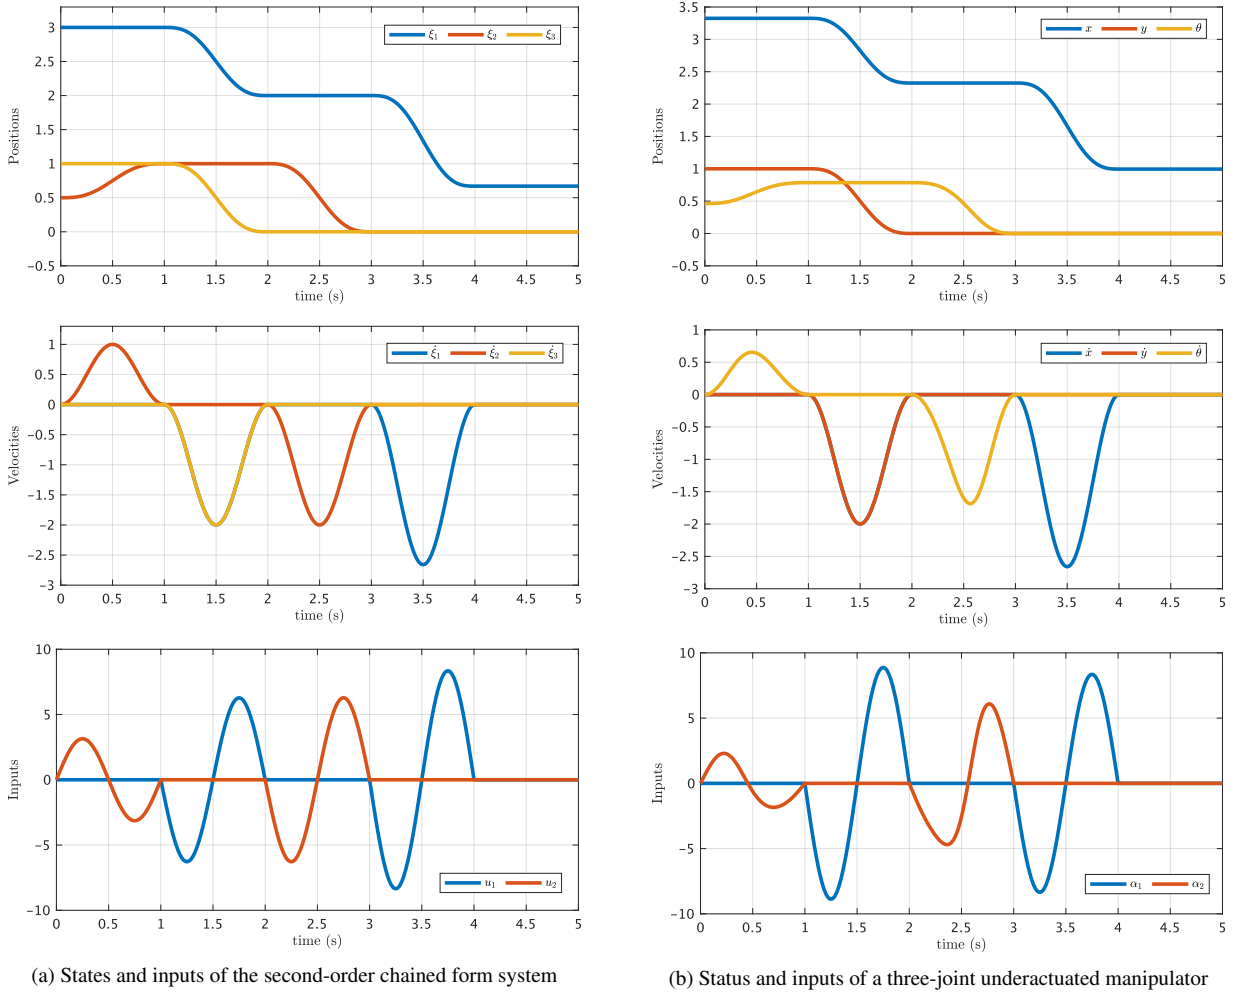 3
2.5
2
1.5
1
0.5
0
−0.5
0 0.5 1 1.5 2 2.5 3 3.5 4 4.5 5
Positions
time (s)
ξ₁ ξ₂ ξ₃
3.5
3
2.5
2
1.5
1
0.5
0
−0.5
0 0.5 1 1.5 2 2.5 3 3.5 4 4.5 5
Positions
time (s)
x y θ
1
0.5
0
−0.5
−1
−1.5
−2
−2.5
−3
0 0.5 1 1.5 2 2.5 3 3.5 4 4.5 5
Velocities
time (s)
ξ̇₁ ξ̇₂ ξ̇₃
1
0.5
0
−0.5
−1
−1.5
−2
−2.5
−3
0 0.5 1 1.5 2 2.5 3 3.5 4 4.5 5
Velocities
time (s)
ẋ ẏ θ̇
10
5
0
−5
−10
0 0.5 1 1.5 2 2.5 3 3.5 4 4.5 5
Inputs
time (s)
u₁ u₂
10
5
0
−5
−10
0 0.5 1 1.5 2 2.5 3 3.5 4 4.5 5
Inputs
time (s)
α₁ α₂
(a) States and inputs of the second-order chained form system
(b) Status and inputs of a three-joint underactuated manipulator